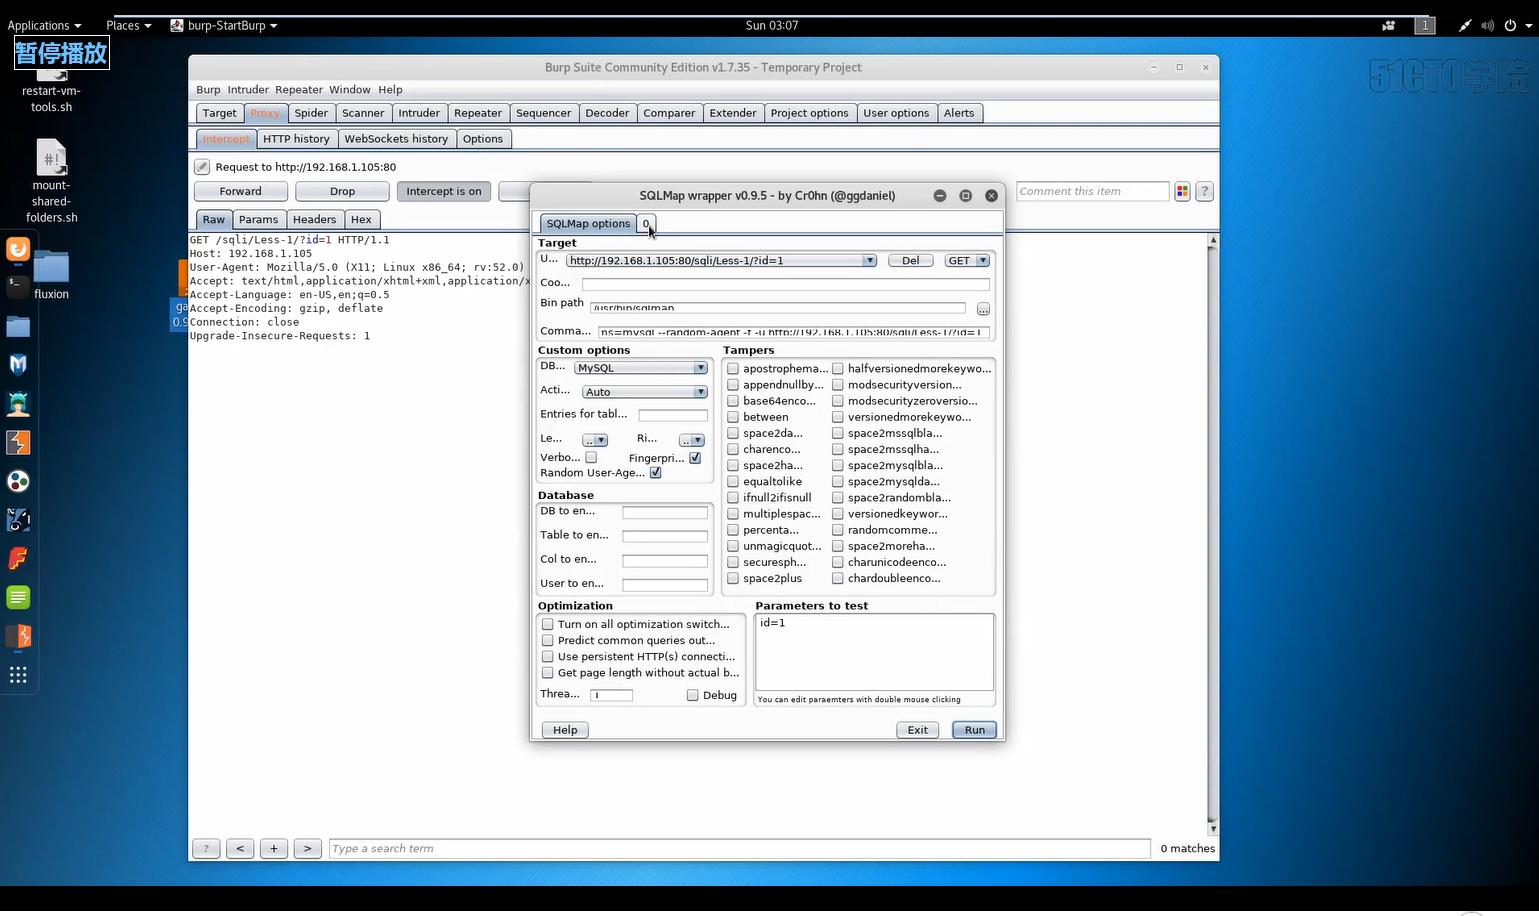 Applications Places burp-StartBurp Sun 03:07 1
暂停播放
51CTO学院
restart-vm-tools.sh
mount-shared-folders.sh
fluxion
Burp Suite Community Edition v1.7.35 - Temporary Project
Burp Intruder Repeater Window Help
Target Proxy Spider Scanner Intruder Repeater Sequencer Decoder Comparer Extender Project options User options Alerts
Intercept HTTP history WebSockets history Options
Request to http://192.168.1.105:80
Forward Drop Intercept is on Comment this item ?
Raw Params Headers Hex
GET /sqli/Less-1/?id=1 HTTP/1.1
Host: 192.168.1.105
User-Agent: Mozilla/5.0 (X11; Linux x86_64; rv:52.0)
Accept: text/html,application/xhtml+xml,application/x
Accept-Language: en-US,en;q=0.5
Accept-Encoding: gzip, deflate
Connection: close
Upgrade-Insecure-Requests: 1
ga
0.9
SQLMap wrapper v0.9.5 - by Cr0hn (@ggdaniel)
SQLMap options 0
Target
U... http://192.168.1.105:80/sqli/Less-1/?id=1 Del GET
Coo...
Bin path /usr/bin/sqlmap ...
Comma... ns=mysql --random-agent -f -u http://192.168.1.105:80/sqli/Less-1/?id=1
Custom options
DB... MySQL
Acti... Auto
Entries for tabl...
Le... .. Ri... ..
Verbo... Fingerpri...
Random User-Age...
Database
DB to en...
Table to en...
Col to en...
User to en...
Tampers
apostrophema... halfversionedmorekeywo...
appendnullby... modsecurityversion...
base64enco... modsecurityzeroversio...
between versionedmorekeywo...
space2da... space2mssqlbla...
charenco... space2mssqlha...
space2ha... space2mysqlbla...
equaltolike space2mysqlda...
ifnull2ifisnull space2randombla...
multiplespac... versionedkeywor...
percenta... randomcomme...
unmagicquot... space2moreha...
securesph... charunicodeenco...
space2plus chardoubleenco...
Optimization
Turn on all optimization switch...
Predict common queries out...
Use persistent HTTP(s) connecti...
Get page length without actual b...
Threa... 1 Debug
Parameters to test
id=1
You can edit paraemters with double mouse clicking
Help Exit Run
? < + > Type a search term 0 matches